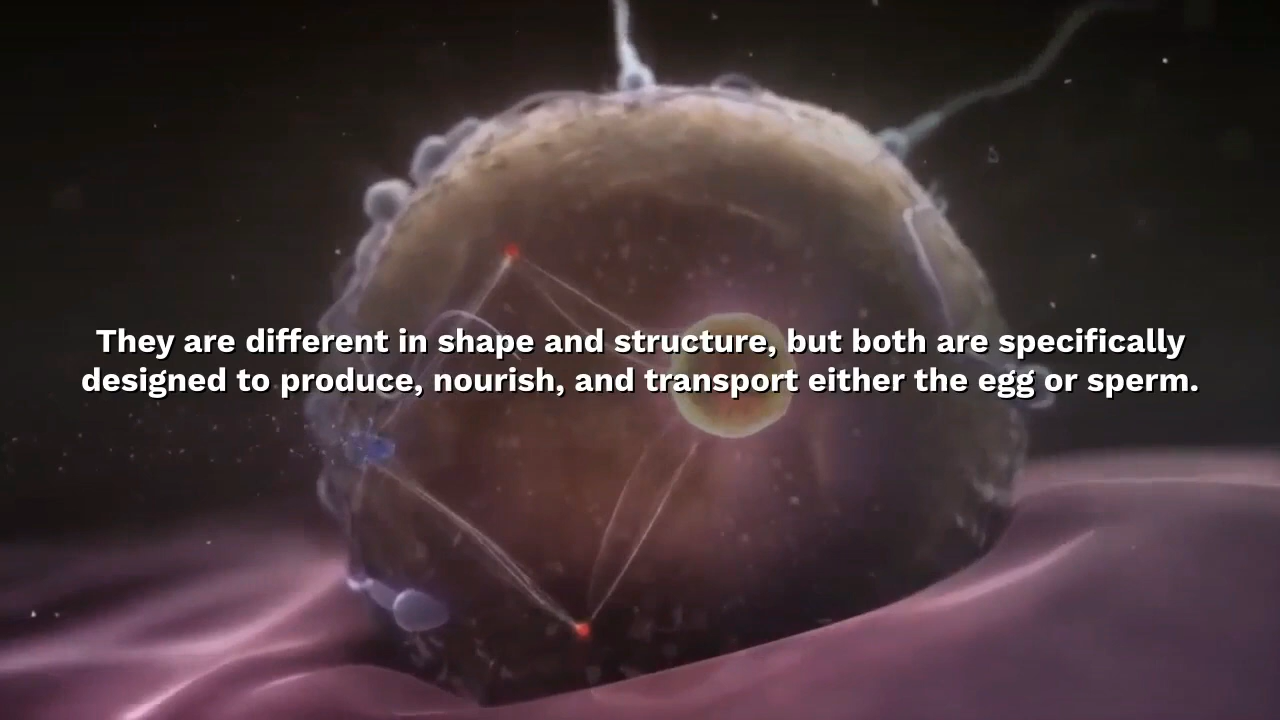 They are different in shape and structure, but both are specifically
designed to produce, nourish, and transport either the egg or sperm.